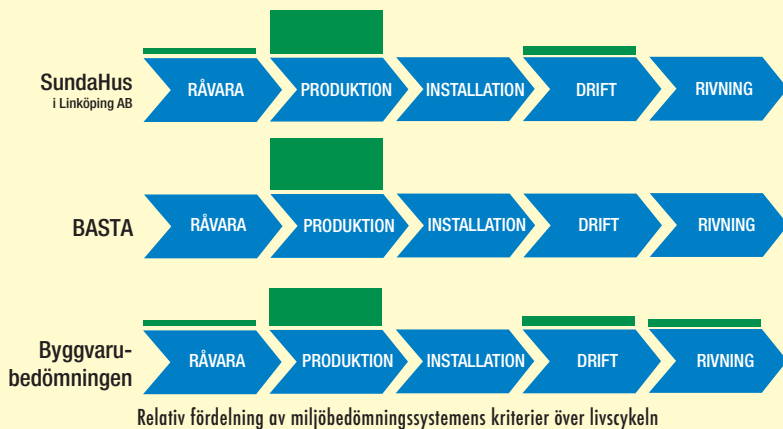 SundaHus
i Linköping AB
RÅVARA PRODUKTION INSTALLATION DRIFT RIVNING
BASTA
RÅVARA PRODUKTION INSTALLATION DRIFT RIVNING
Byggvaru-
bedömningen
RÅVARA PRODUKTION INSTALLATION DRIFT RIVNING
Relativ fördelning av miljöbedömningssystemens kriterier över livscykeln